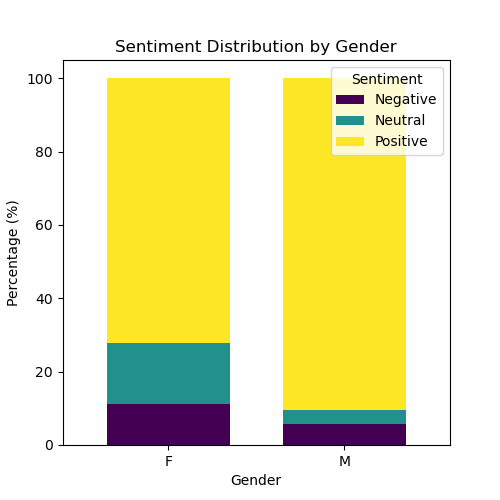 Sentiment Distribution by Gender
Sentiment
Negative
Neutral
Positive
100
80
60
40
20
0
Percentage (%)
F
M
Gender